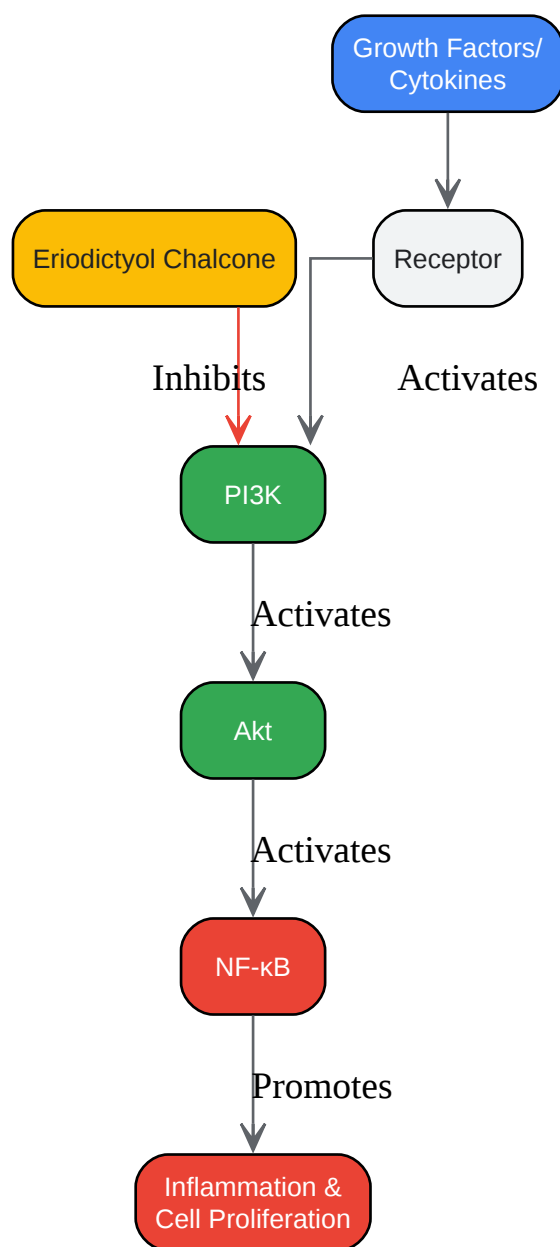 Growth Factors/
Cytokines
Eriodictyol Chalcone
Receptor
Inhibits
Activates
PI3K
Activates
Akt
Activates
NF-κB
Promotes
Inflammation &
Cell Proliferation